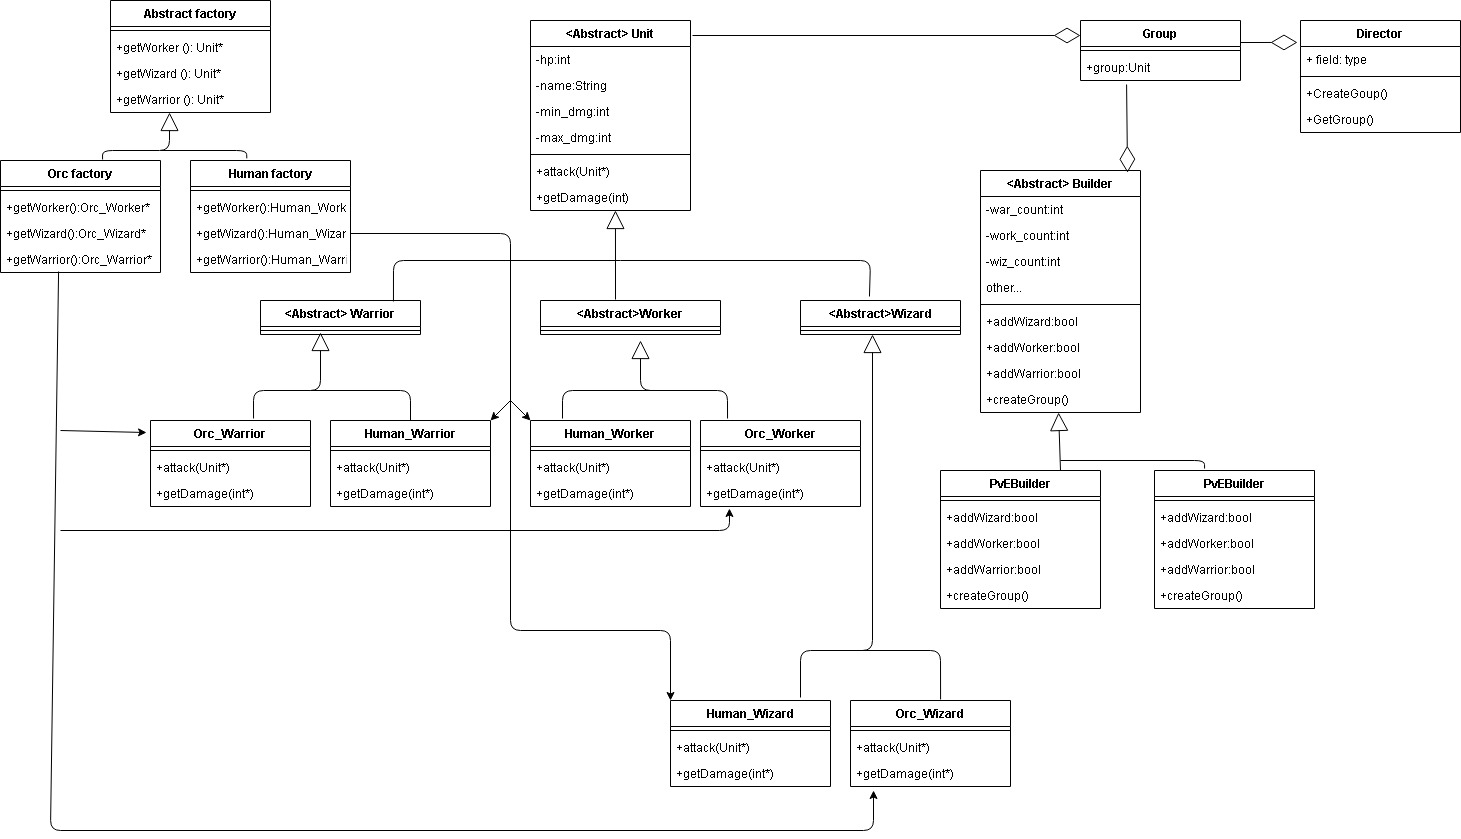 Abstract factory
+getWorker (): Unit*
+getWizard (): Unit*
+getWarrior (): Unit*
Orc factory
+getWorker():Orc_Worker*
+getWizard():Orc_Wizard*
+getWarrior():Orc_Warrior*
Human factory
+getWorker():Human_Work
+getWizard():Human_Wizar
+getWarrior():Human_Warri
<Abstract> Unit
-hp:int
-name:String
-min_dmg:int
-max_dmg:int
+attack(Unit*)
+getDamage(int)
Group
+group:Unit
Director
+ field: type
+CreateGoup()
+GetGroup()
<Abstract> Builder
-war_count:int
-work_count:int
-wiz_count:int
other...
+addWizard:bool
+addWorker:bool
+addWarrior:bool
+createGroup()
<Abstract> Warrior
<Abstract>Worker
<Abstract>Wizard
Orc_Warrior
+attack(Unit*)
+getDamage(int*)
Human_Warrior
+attack(Unit*)
+getDamage(int*)
Human_Worker
+attack(Unit*)
+getDamage(int*)
Orc_Worker
+attack(Unit*)
+getDamage(int*)
PvEBuilder
+addWizard:bool
+addWorker:bool
+addWarrior:bool
+createGroup()
PvEBuilder
+addWizard:bool
+addWorker:bool
+addWarrior:bool
+createGroup()
Human_Wizard
+attack(Unit*)
+getDamage(int*)
Orc_Wizard
+attack(Unit*)
+getDamage(int*)